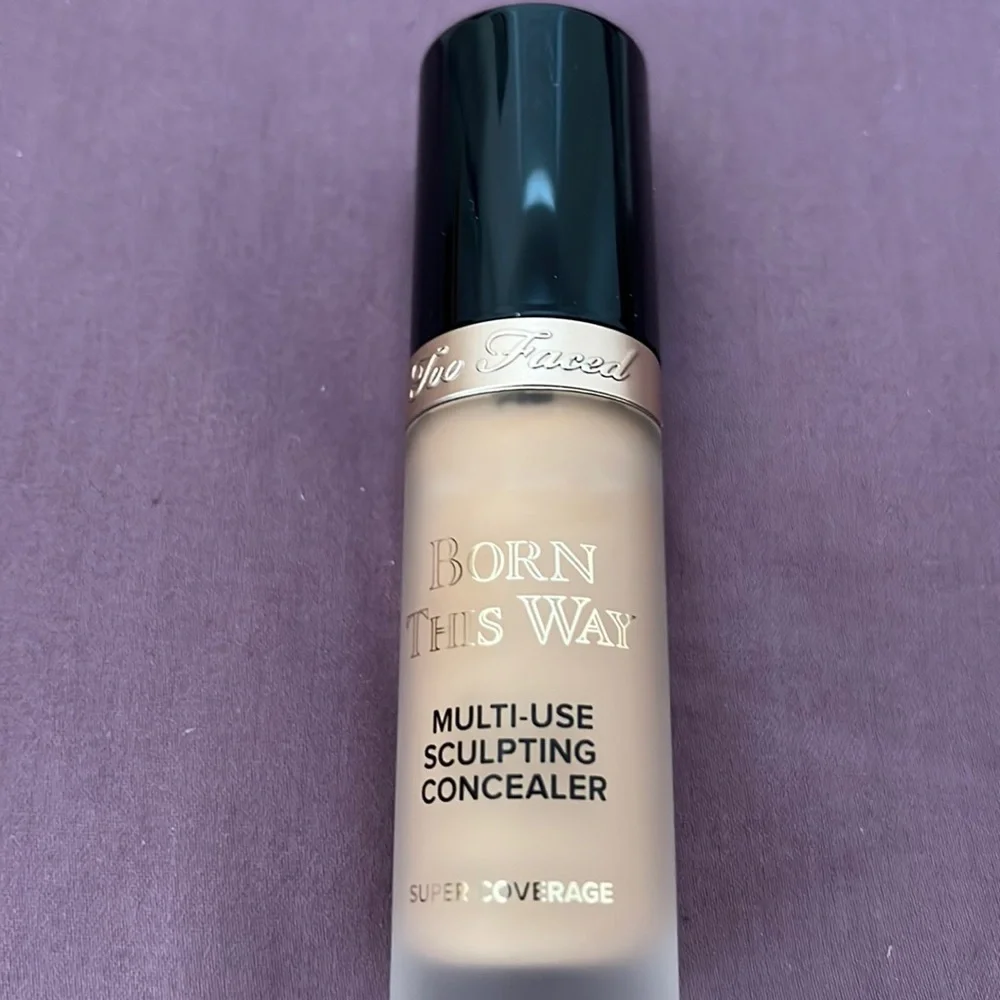 Too Faced
BORN
THIS WAY
MULTI-USE
SCULPTING
CONCEALER
SUPER COVERAGE